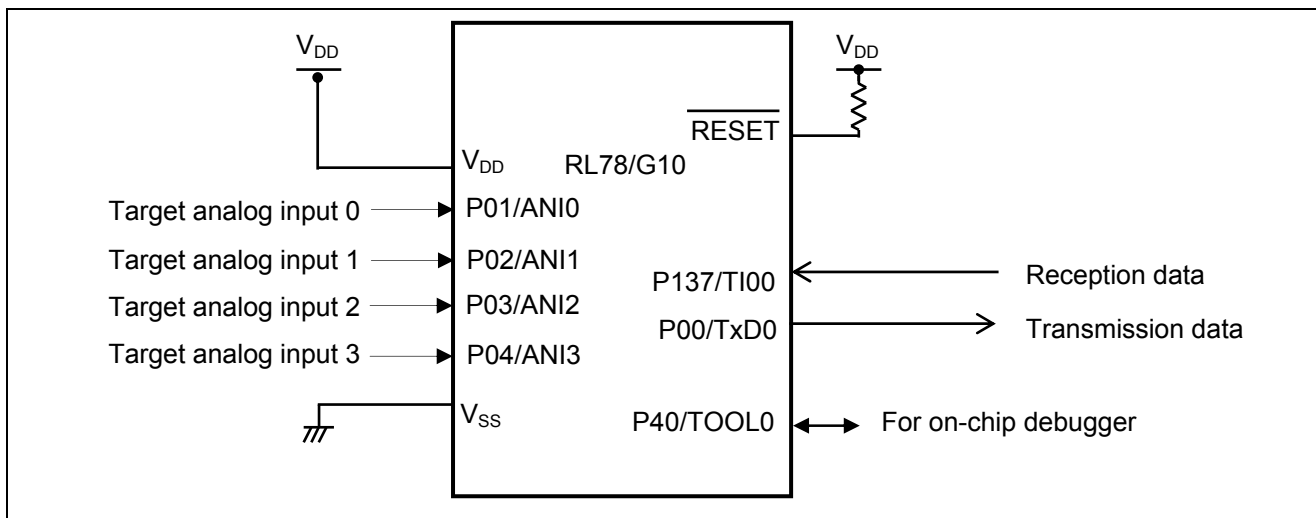 VDD
VDD
RESET
VDD
RL78/G10
Target analog input 0
P01/ANI0
Target analog input 1
P02/ANI1
P137/TI00
Reception data
Target analog input 2
P03/ANI2
P00/TxD0
Transmission data
Target analog input 3
P04/ANI3
VSS
P40/TOOL0
For on-chip debugger